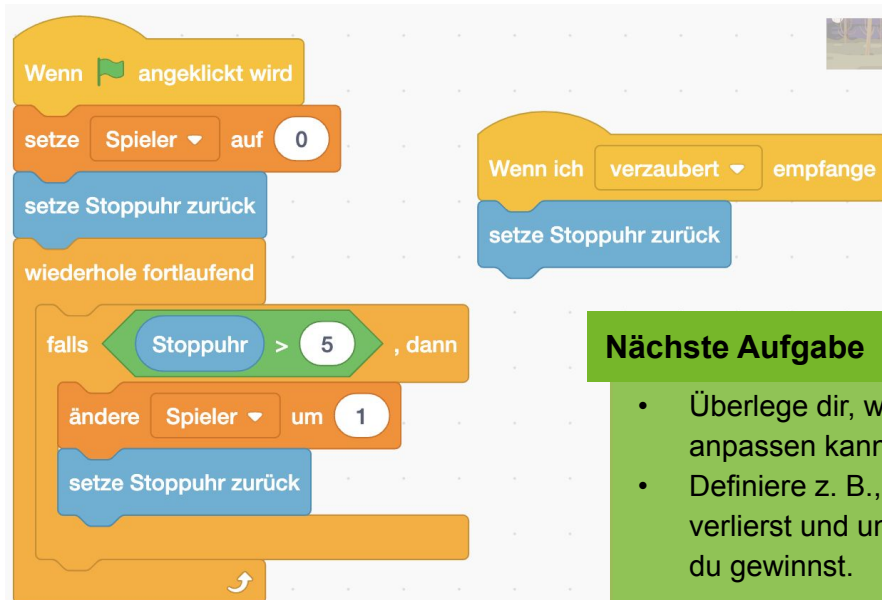 Wenn angeklickt wird
setze Spieler auf 0
setze Stoppuhr zurück
wiederhole fortlaufend
falls Stoppuhr > 5 , dann
ändere Spieler um 1
setze Stoppuhr zurück
Wenn ich verzaubert empfange
setze Stoppuhr zurück
Nächste Aufgabe
• Überlege dir, w
anpassen kann
• Definiere z. B.,
verlierst und
du gewinnst.